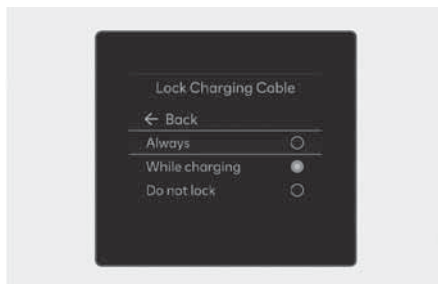 Lock Charging Cable
← Back
Always
While charging
Do not lock